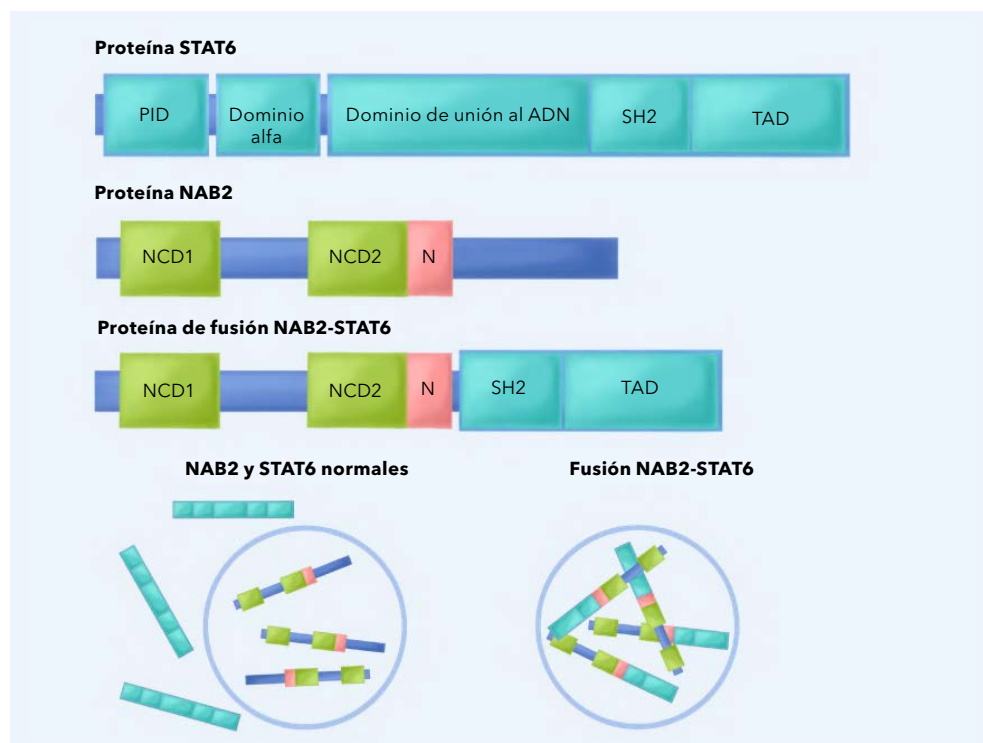 Proteína STAT6
PID
Dominio
alfa
Dominio de unión al ADN
SH2
TAD
Proteína NAB2
NCD1
NCD2
N
Proteína de fusión NAB2-STAT6
NCD1
NCD2
N
SH2
TAD
NAB2 y STAT6 normales
Fusión NAB2-STAT6